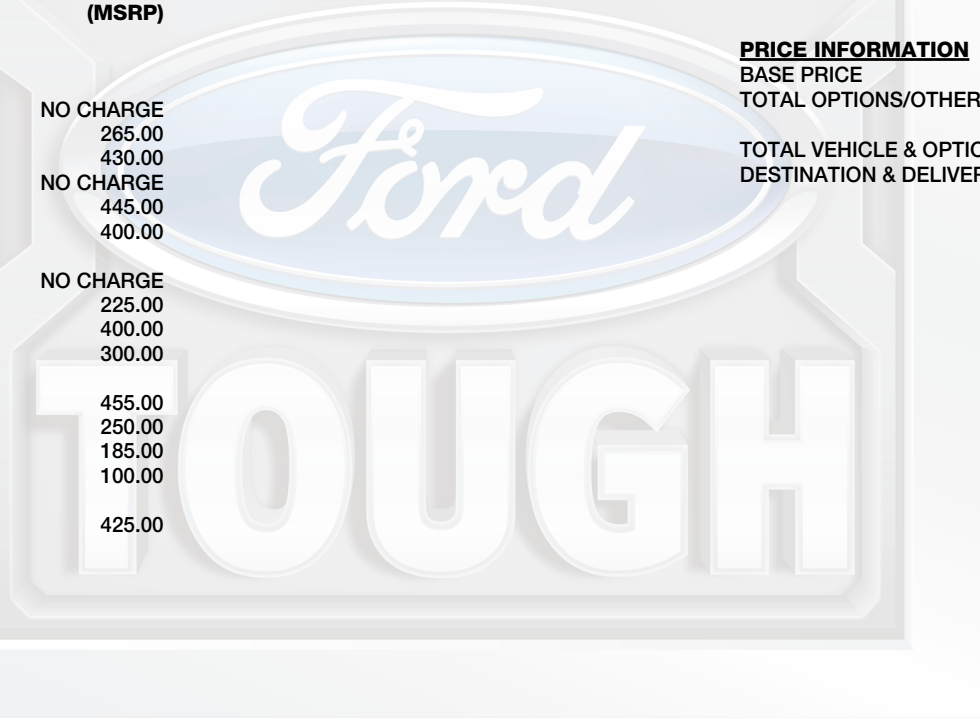 (MSRP)
NO CHARGE
265.00
430.00
NO CHARGE
445.00
400.00
NO CHARGE
225.00
400.00
300.00
455.00
250.00
185.00
100.00
425.00
PRICE INFORMATION
BASE PRICE
TOTAL OPTIONS/OTHER
TOTAL VEHICLE & OPTIO
DESTINATION & DELIVER
Ford
TOUGH